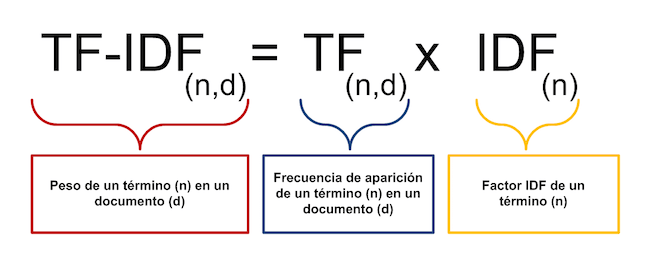 TF-IDF(n,d) = TF(n,d) x IDF(n)
Peso de un término (n) en un
documento (d)
Frecuencia de aparición
de un término (n) en un
documento (d)
Factor IDF de un
término (n)